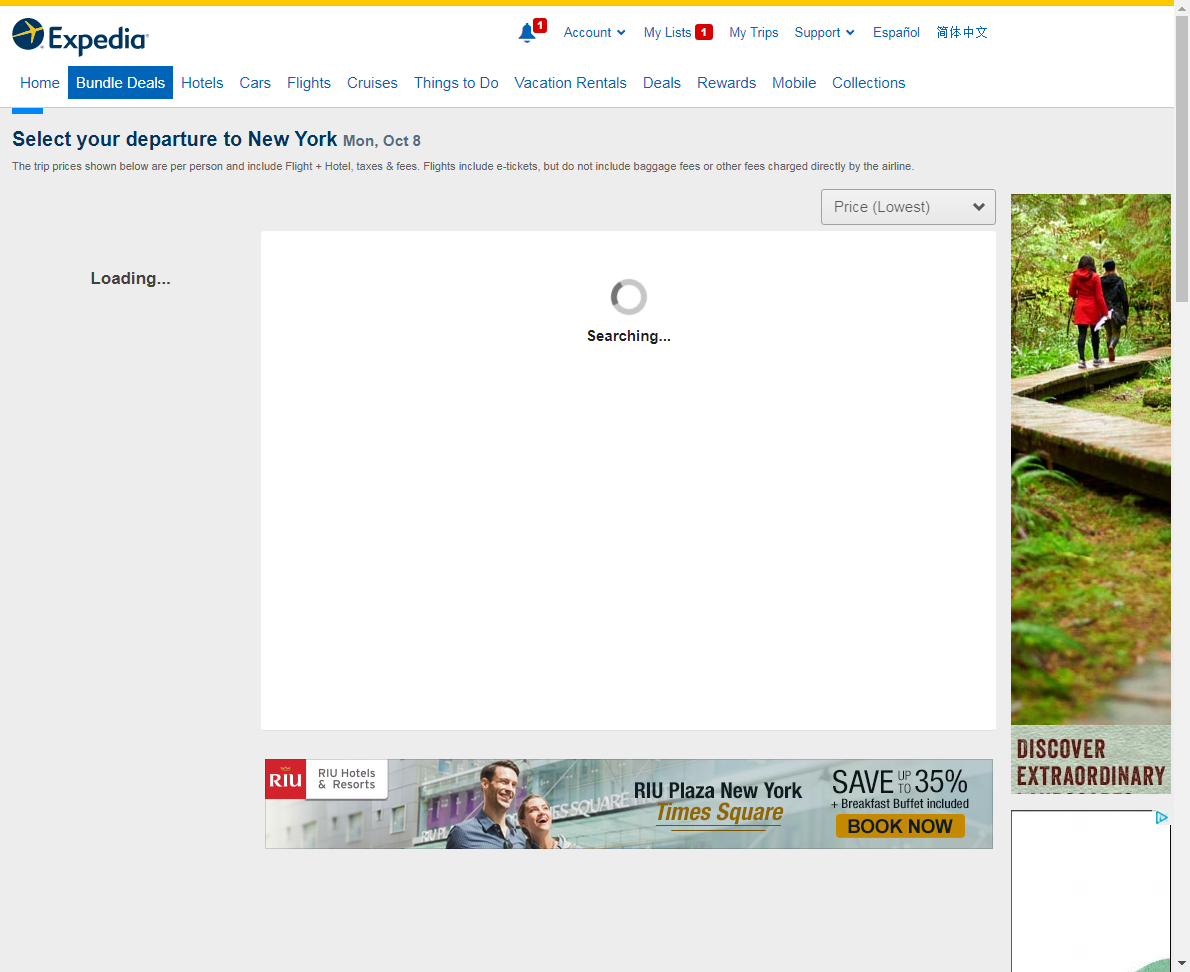 Expedia
1
Account
My Lists 1
My Trips
Support
Español
简体中文
Home
Bundle Deals
Hotels
Cars
Flights
Cruises
Things to Do
Vacation Rentals
Deals
Rewards
Mobile
Collections
Select your departure to New York Mon, Oct 8
The trip prices shown below are per person and include Flight + Hotel, taxes & fees. Flights include e-tickets, but do not include baggage fees or other fees charged directly by the airline.
Price (Lowest)
Loading...
Searching...
DISCOVER
EXTRAORDINARY
RIU
RIU Hotels
& Resorts
RIU PLAZA
ESS SQUARE
RIU Plaza New York
Times Square
SAVE UP TO 35%
+ Breakfast Buffet included
BOOK NOW